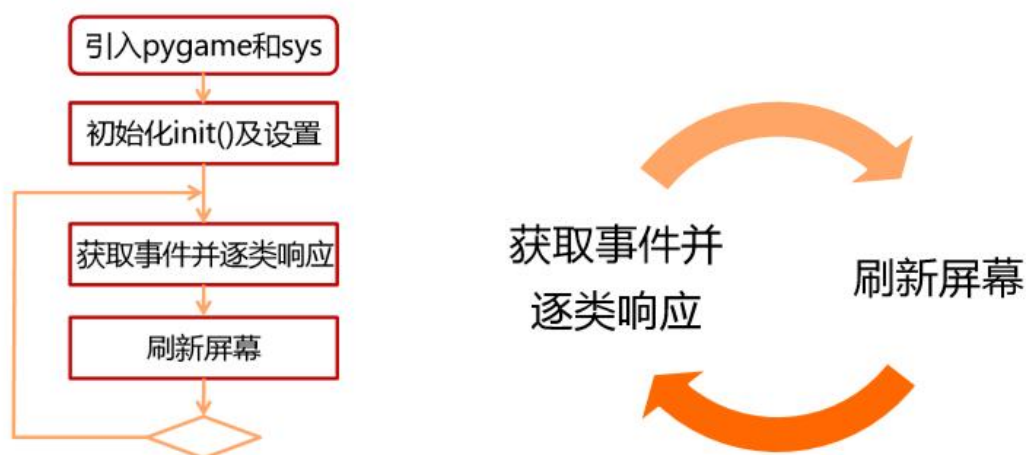 引入pygame和sys
初始化init()及设置
获取事件并逐类响应
刷新屏幕
获取事件并
逐类响应
刷新屏幕